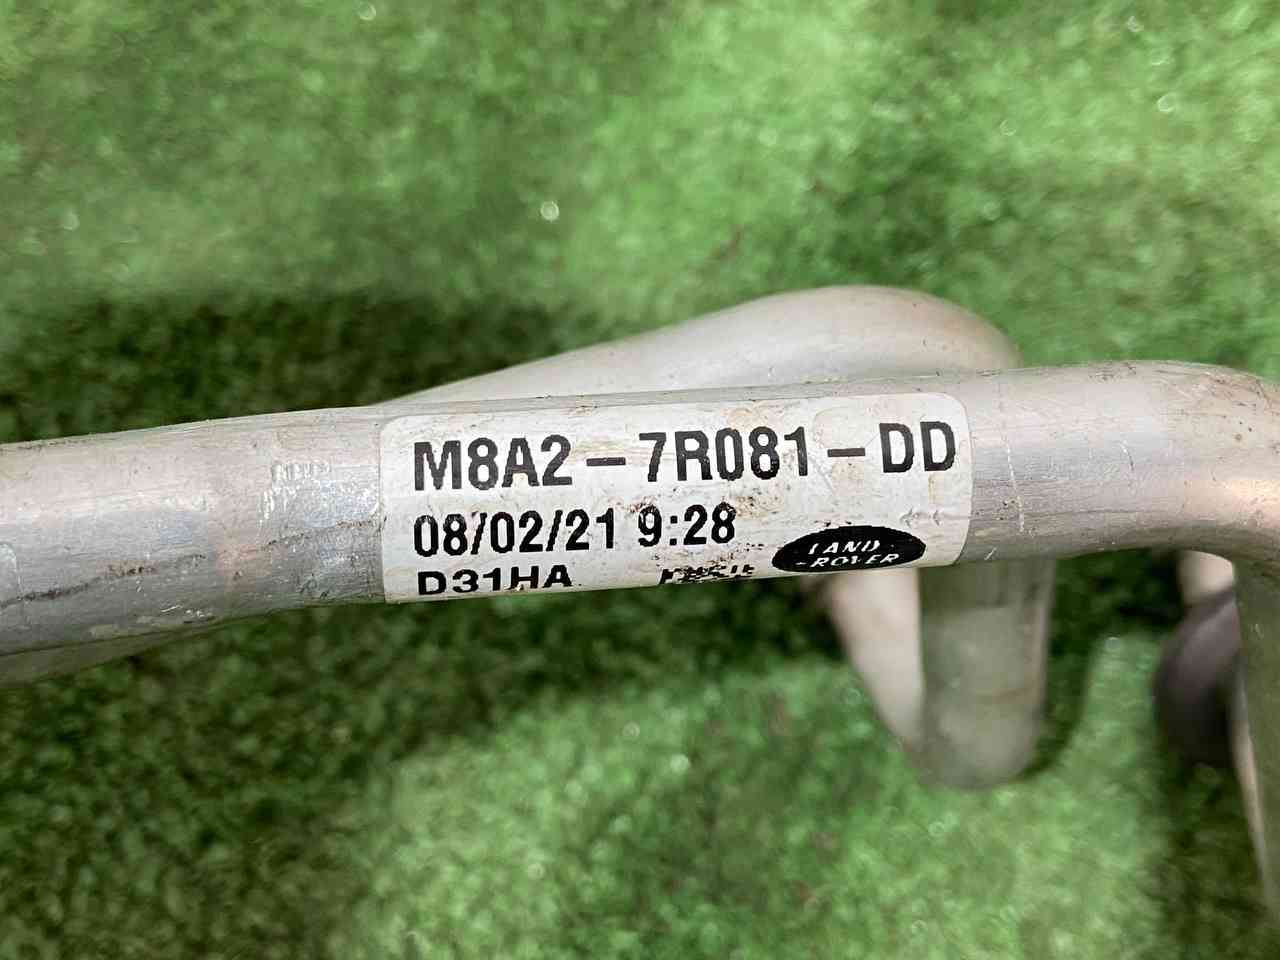 M8A2-7R081-DD
08/02/21 9:28
D31HA
LAND-
-ROVER